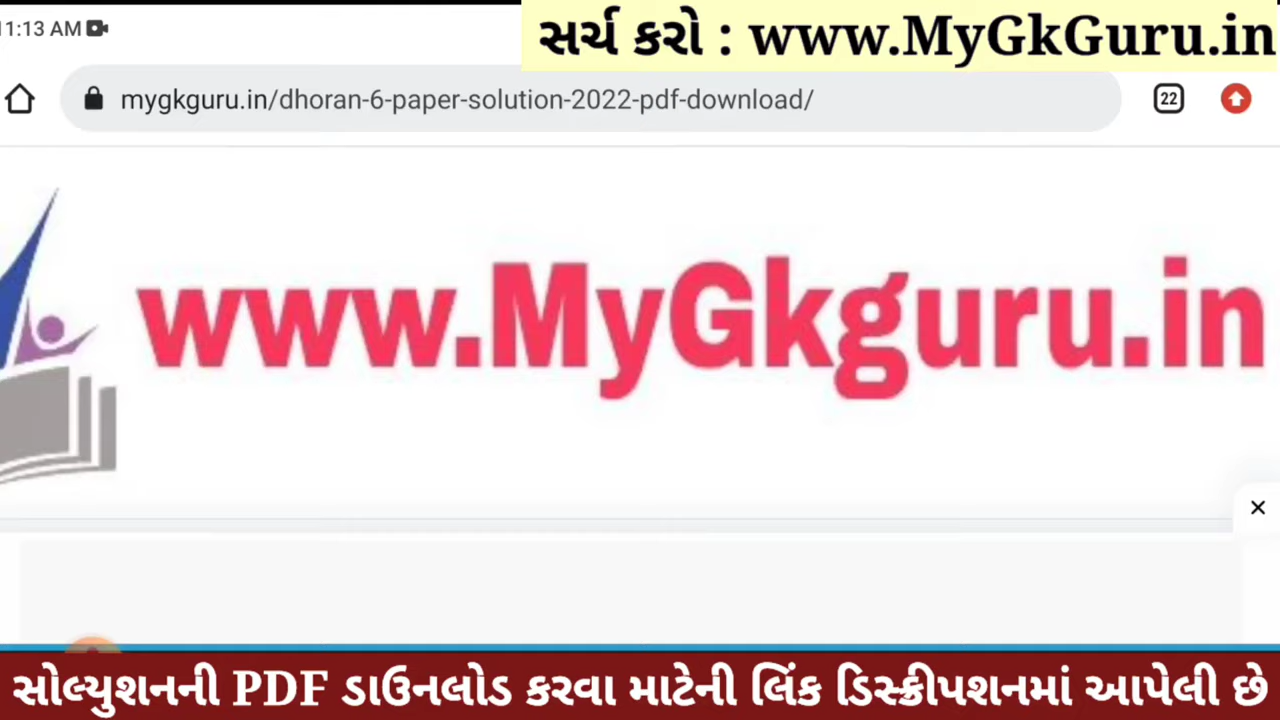 સર્ચ કરો : www.MyGkGuru.in
11:13 AM
mygkguru.in/dhoran-6-paper-solution-2022-pdf-download/
22
www.MyGkguru.in
સોલ્યુશનની PDF ડાઉનલોડ કરવા માટેની લિંક ડિસ્ક્રીપશનમાં આપેલી છે